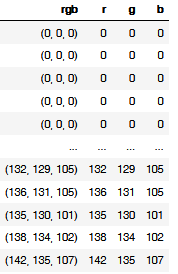 rgb r g b
(0, 0, 0) 0 0 0
(0, 0, 0) 0 0 0
(0, 0, 0) 0 0 0
(0, 0, 0) 0 0 0
(0, 0, 0) 0 0 0
... ... ... ...
(132, 129, 105) 132 129 105
(136, 131, 105) 136 131 105
(135, 130, 101) 135 130 101
(138, 134, 102) 138 134 102
(142, 135, 107) 142 135 107